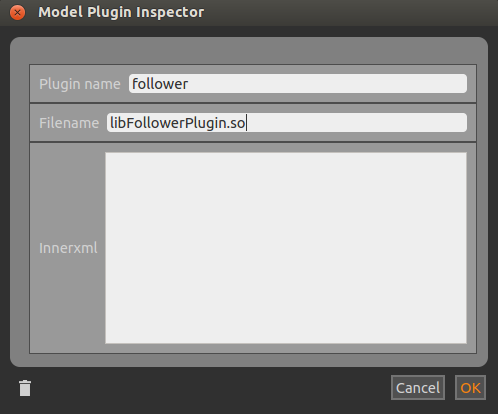 Model Plugin Inspector
Plugin name follower
Filename libFollowerPlugin.so
Innerxml
Cancel OK